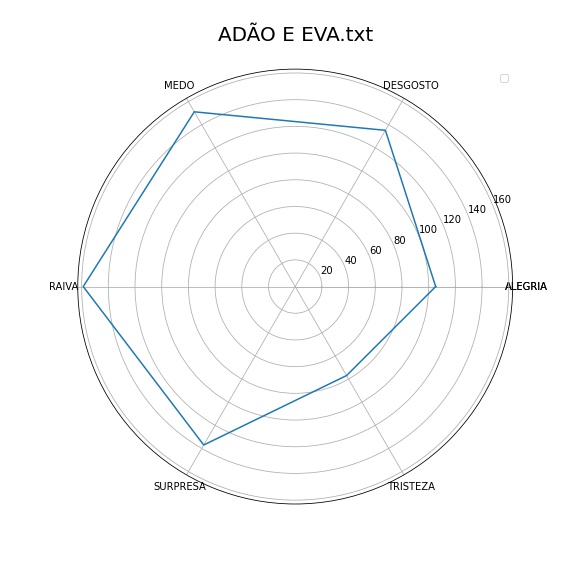 ADÃO E EVA.txt
MEDO
DESGOSTO
160
140
120
100
80
60
40
20
RAIVA
ALEGRIA
SURPRESA
TRISTEZA